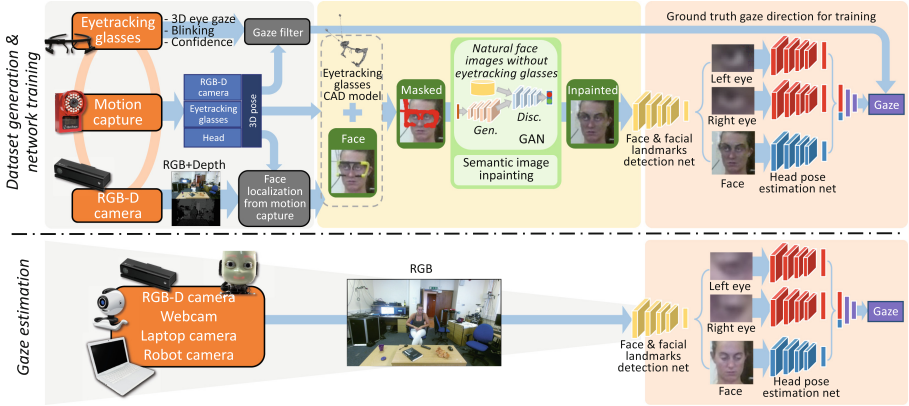 Dataset generation &
network training
Eyetracking
glasses
- 3D eye gaze
- Blinking
- Confidence
Gaze filter
Motion
capture
RGB-D
camera
Eyetracking
glasses
Head
3D pose
RGB-D
camera
RGB+Depth
Face
localization
from motion
capture
Eyetracking
glasses
CAD model
Face
Masked
Natural face
images without
eyetracking glasses
Gen.
Disc.
GAN
Semantic image
inpainting
Inpainted
Ground truth gaze direction for training
Face & facial
landmarks
detection net
Left eye
Right eye
Face
Head pose
estimation net
Gaze
Gaze estimation
RGB-D camera
Webcam
Laptop camera
Robot camera
RGB
Face & facial
landmarks
detection net
Left eye
Right eye
Face
Head pose
estimation net
Gaze